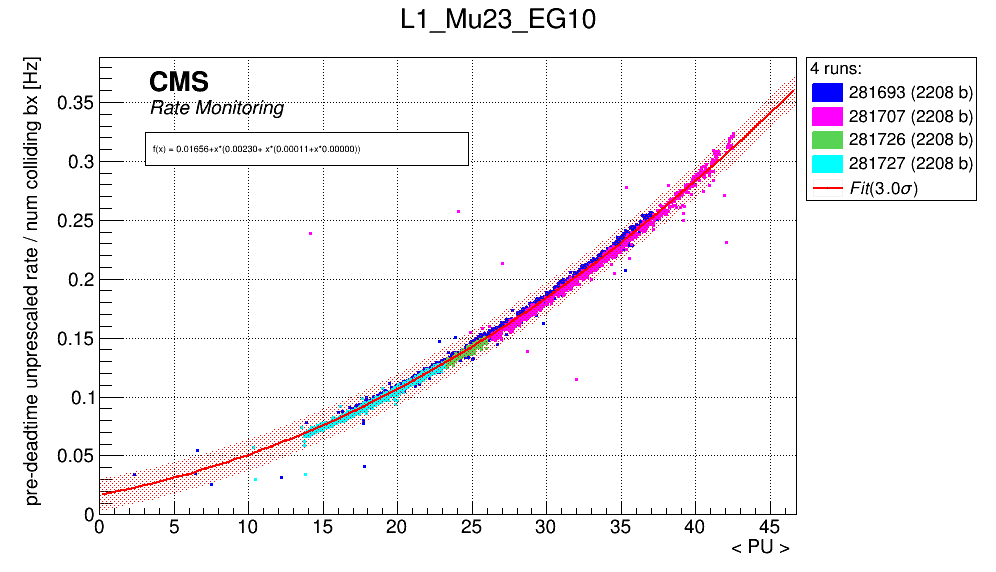 L1_Mu23_EG10
pre-deadtime unprescaled rate / num colliding bx [Hz]
CMS
Rate Monitoring
f(x) = 0.01656+x*(0.00230+ x*(0.00011+x*0.00000))
4 runs:
281693 (2208 b)
281707 (2208 b)
281726 (2208 b)
281727 (2208 b)
Fit(3.0σ)
0.35
0.3
0.25
0.2
0.15
0.1
0.05
0
0 5 10 15 20 25 30 35 40 45
< PU >